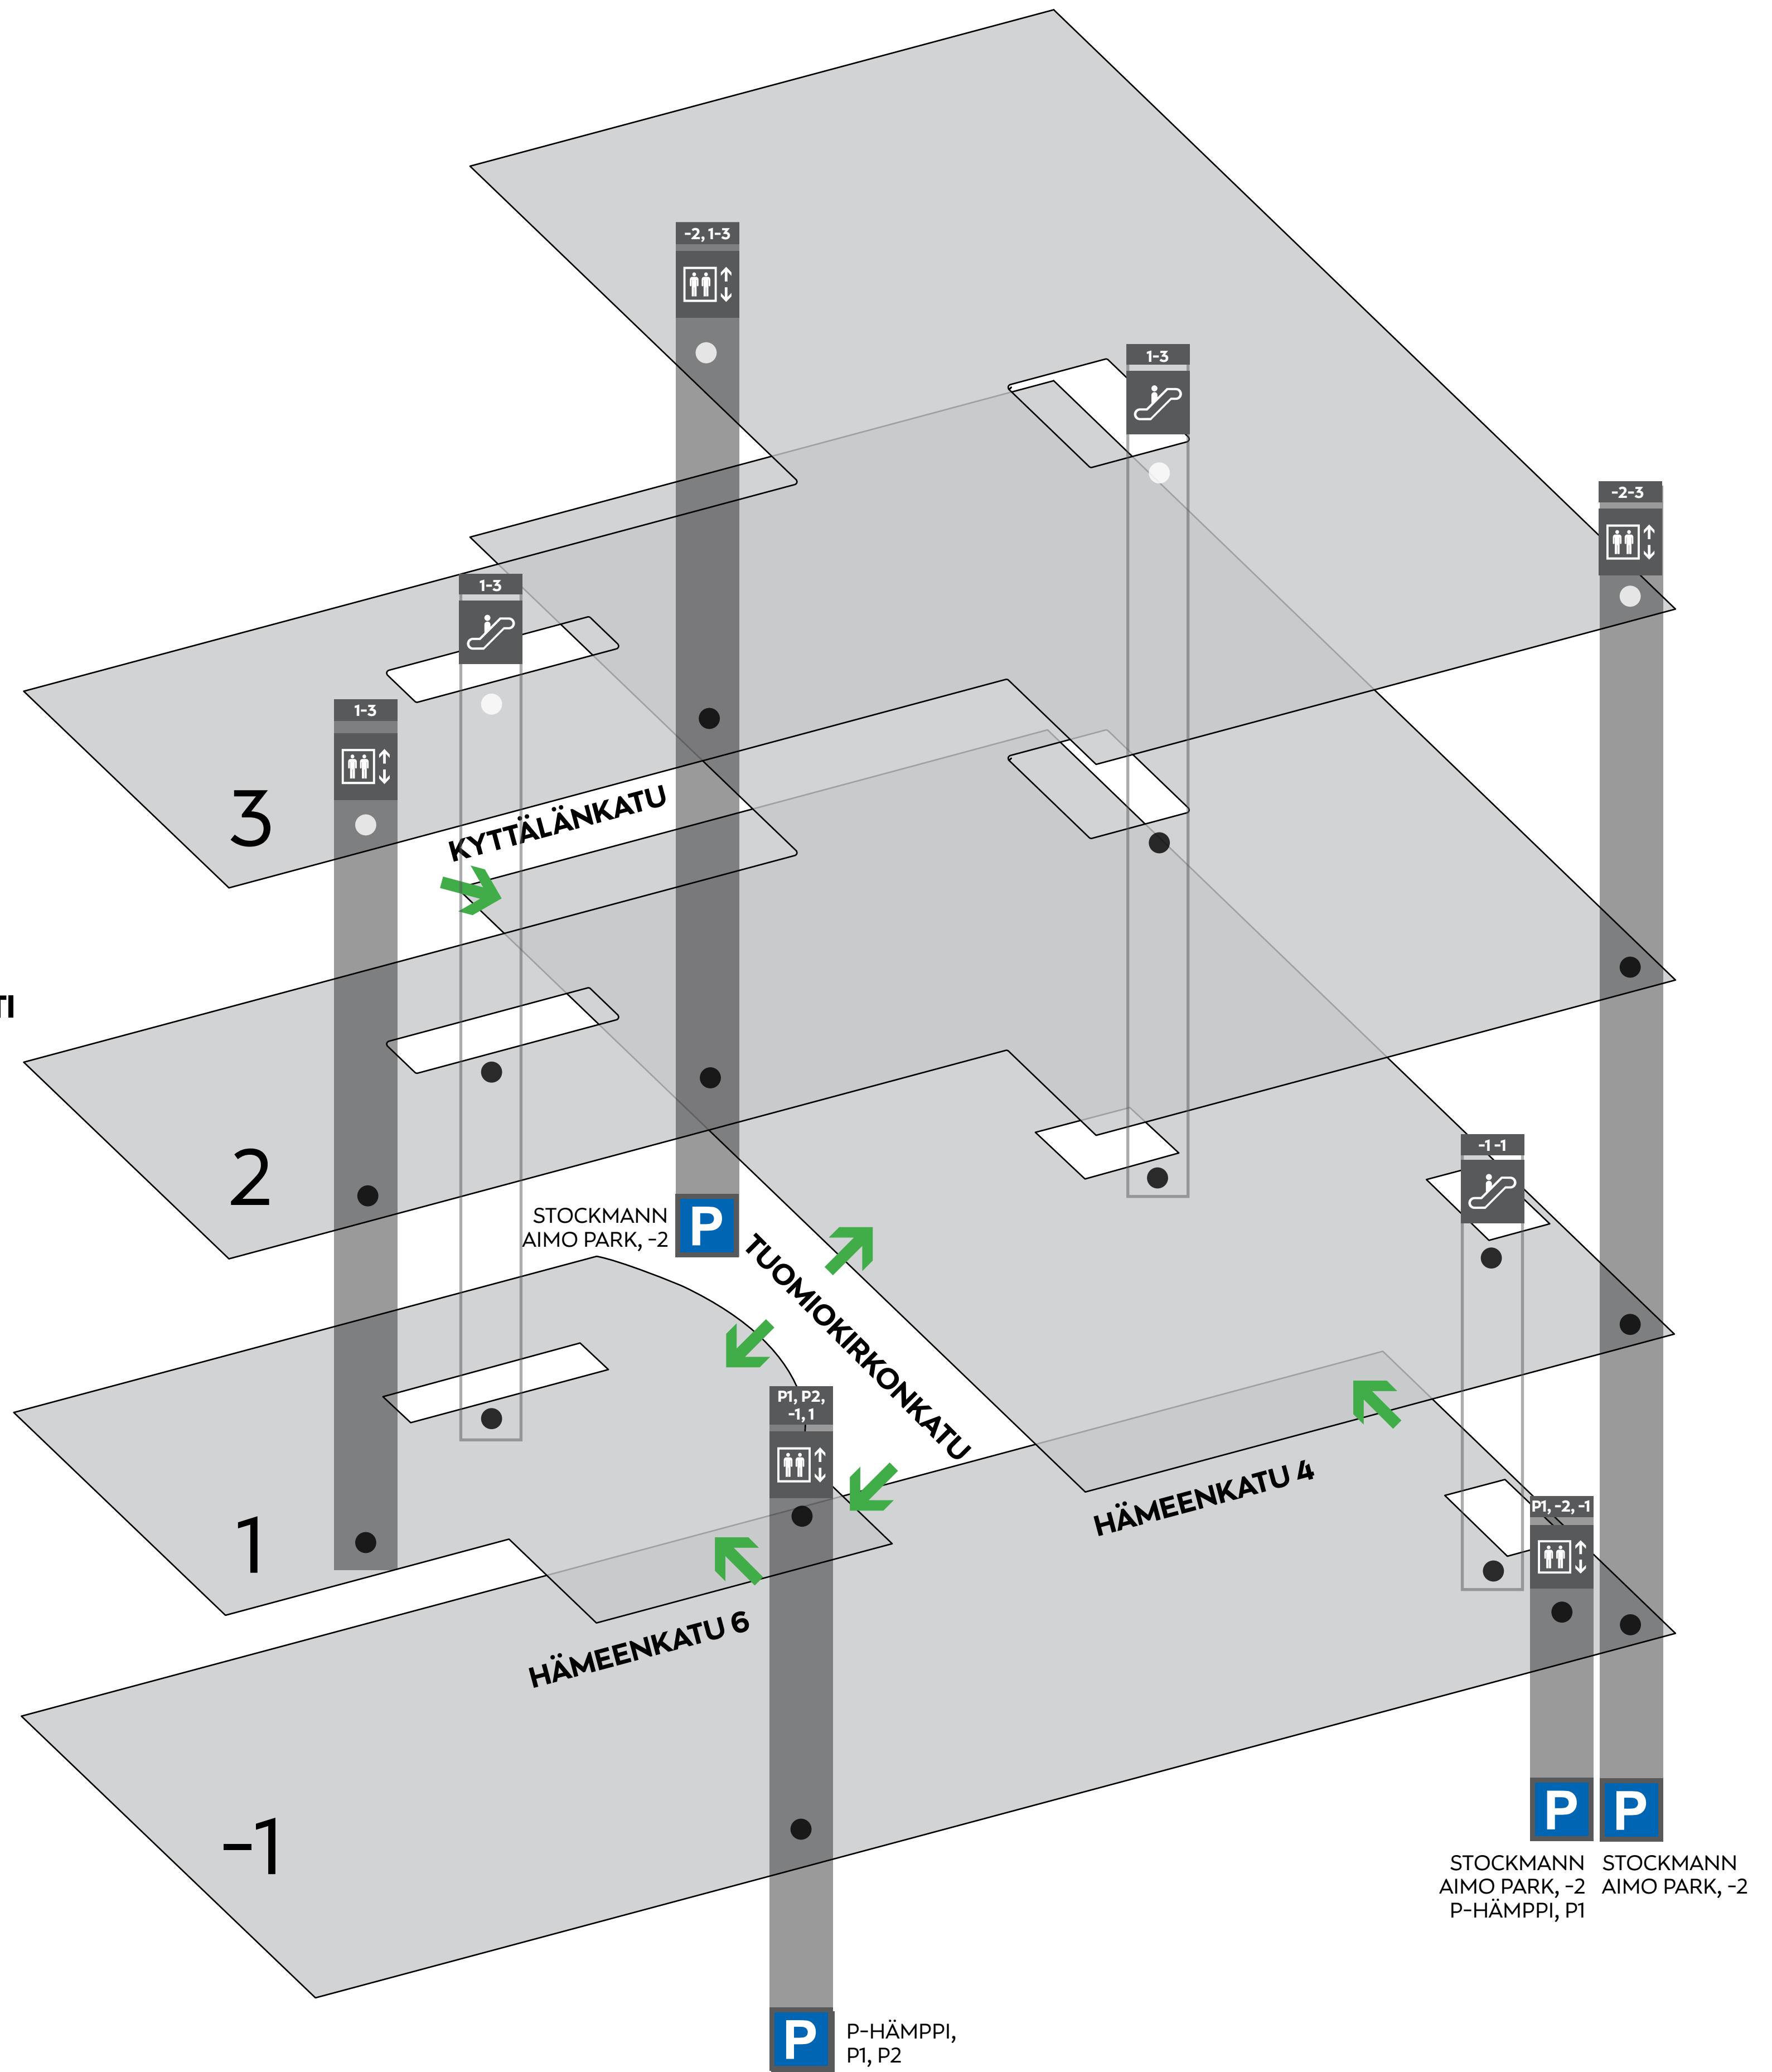 -2, 1-3
1-3
-2-3
1-3
1-3
3
KYTTÄLÄNKATU
TI
-1 -1
2
STOCKMANN
AIMO PARK, -2
P
TUOMIOKIRKONKATU
P1, P2,
-1, 1
HÄMEENKATU 4
P1, -2, -1
1
HÄMEENKATU 6
-1
P
P
STOCKMANN
AIMO PARK, -2
P-HÄMPPI, P1
STOCKMANN
AIMO PARK, -2
P
P-HÄMPPI,
P1, P2